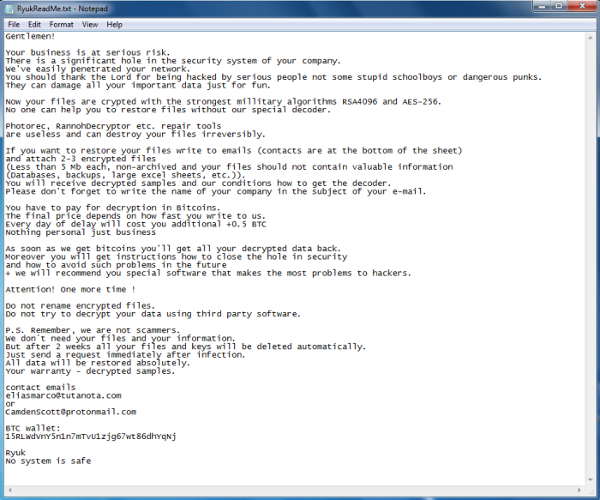 RyukReadMe.txt - Notepad
File Edit Format View Help
Gentlemen!
Your business is at serious risk.
There is a significant hole in the security system of your company.
We've easily penetrated your network.
You should thank the Lord for being hacked by serious people not some stupid schoolboys or dangerous punks.
They can damage all your important data just for fun.
Now your files are crypted with the strongest millitary algorithms RSA4096 and AES-256.
No one can help you to restore files without our special decoder.
Photorec, RannohDecryptor etc. repair tools
are useless and can destroy your files irreversibly.
If you want to restore your files write to emails (contacts are at the bottom of the sheet)
and attach 2-3 encrypted files
(Less than 5 Mb each, non-archived and your files should not contain valuable information
(Databases, backups, large excel sheets, etc.)).
You will receive decrypted samples and our conditions how to get the decoder.
Please don't forget to write the name of your company in the subject of your e-mail.
You have to pay for decryption in Bitcoins.
The final price depends on how fast you write to us.
Every day of delay will cost you additional +0.5 BTC
Nothing personal just business
As soon as we get bitcoins you'll get all your decrypted data back.
Moreover you will get instructions how to close the hole in security
and how to avoid such problems in the future
+ we will recommend you special software that makes the most problems to hackers.
Attention! One more time !
Do not rename encrypted files.
Do not try to decrypt your data using third party software.
P.S. Remember, we are not scammers.
We don't need your files and your information.
But after 2 weeks all your files and keys will be deleted automatically.
Just send a request immediately after infection.
All data will be restored absolutely.
Your warranty - decrypted samples.
contact emails
eliasmarco@tutanota.com
or
CamdenScott@protonmail.com
BTC wallet:
15RLWdVnY5n1n7mTvU1zjg67wt86dhYqNj
Ryuk
No system is safe